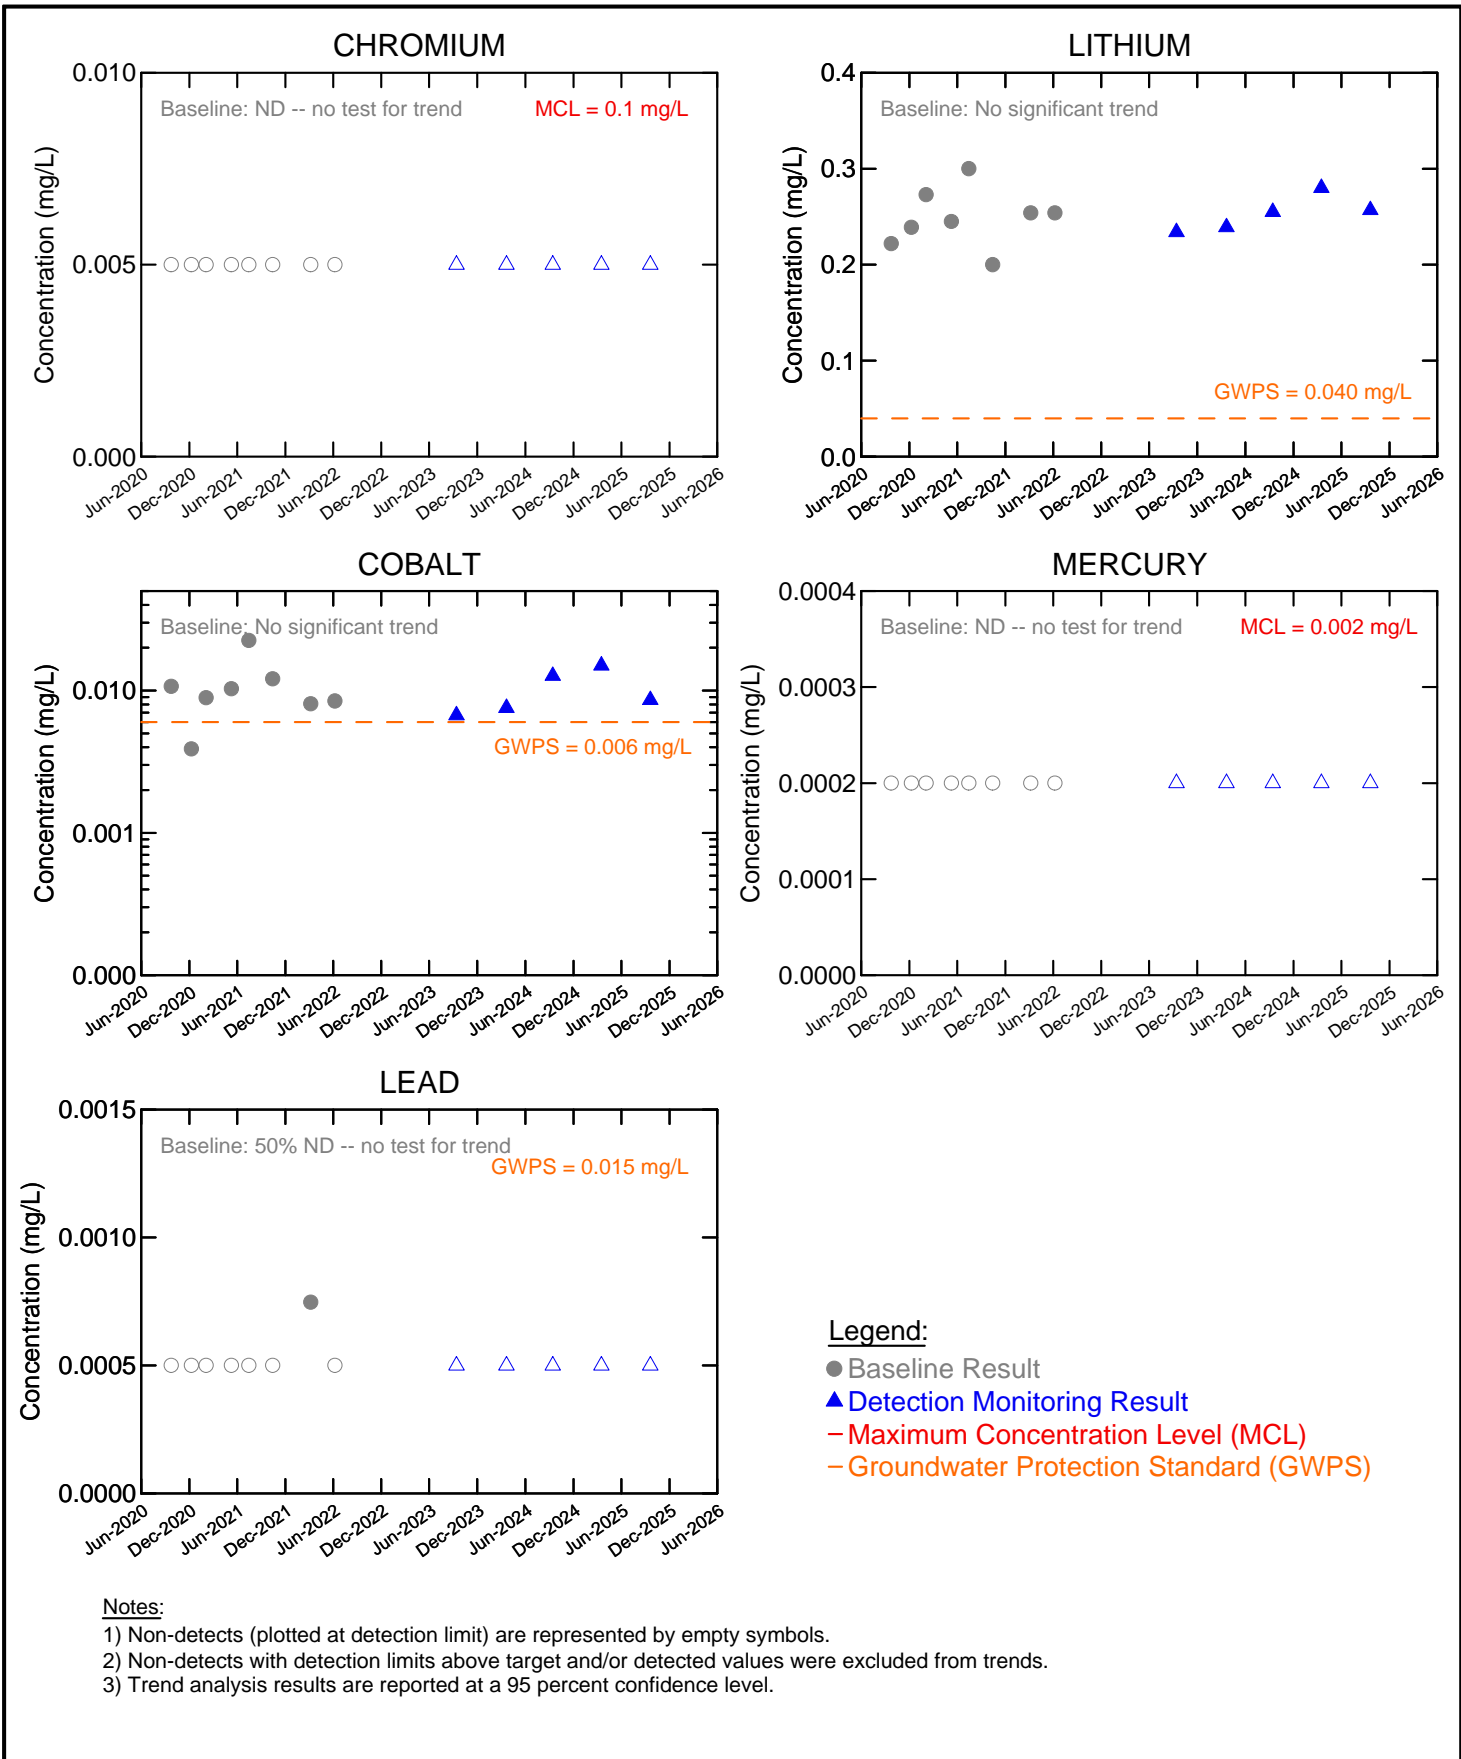 CHROMIUM
Concentration (mg/L)
0.010
0.005
0.000
Baseline: ND -- no test for trend
MCL = 0.1 mg/L
Jun-2020
Dec-2020
Jun-2021
Dec-2021
Jun-2022
Dec-2022
Jun-2023
Dec-2023
Jun-2024
Dec-2024
Jun-2025
Dec-2025
Jun-2026
LITHIUM
Concentration (mg/L)
0.4
0.3
0.2
0.1
0.0
Baseline: No significant trend
GWPS = 0.040 mg/L
Jun-2020
Dec-2020
Jun-2021
Dec-2021
Jun-2022
Dec-2022
Jun-2023
Dec-2023
Jun-2024
Dec-2024
Jun-2025
Dec-2025
Jun-2026
COBALT
Concentration (mg/L)
0.010
0.001
0.000
Baseline: No significant trend
GWPS = 0.006 mg/L
Jun-2020
Dec-2020
Jun-2021
Dec-2021
Jun-2022
Dec-2022
Jun-2023
Dec-2023
Jun-2024
Dec-2024
Jun-2025
Dec-2025
Jun-2026
MERCURY
Concentration (mg/L)
0.0004
0.0003
0.0002
0.0001
0.0000
Baseline: ND -- no test for trend
MCL = 0.002 mg/L
Jun-2020
Dec-2020
Jun-2021
Dec-2021
Jun-2022
Dec-2022
Jun-2023
Dec-2023
Jun-2024
Dec-2024
Jun-2025
Dec-2025
Jun-2026
LEAD
Concentration (mg/L)
0.0015
0.0010
0.0005
0.0000
Baseline: 50% ND -- no test for trend
GWPS = 0.015 mg/L
Jun-2020
Dec-2020
Jun-2021
Dec-2021
Jun-2022
Dec-2022
Jun-2023
Dec-2023
Jun-2024
Dec-2024
Jun-2025
Dec-2025
Jun-2026
Legend:
Baseline Result
Detection Monitoring Result
Maximum Concentration Level (MCL)
Groundwater Protection Standard (GWPS)
Notes:
1) Non-detects (plotted at detection limit) are represented by empty symbols.
2) Non-detects with detection limits above target and/or detected values were excluded from trends.
3) Trend analysis results are reported at a 95 percent confidence level.